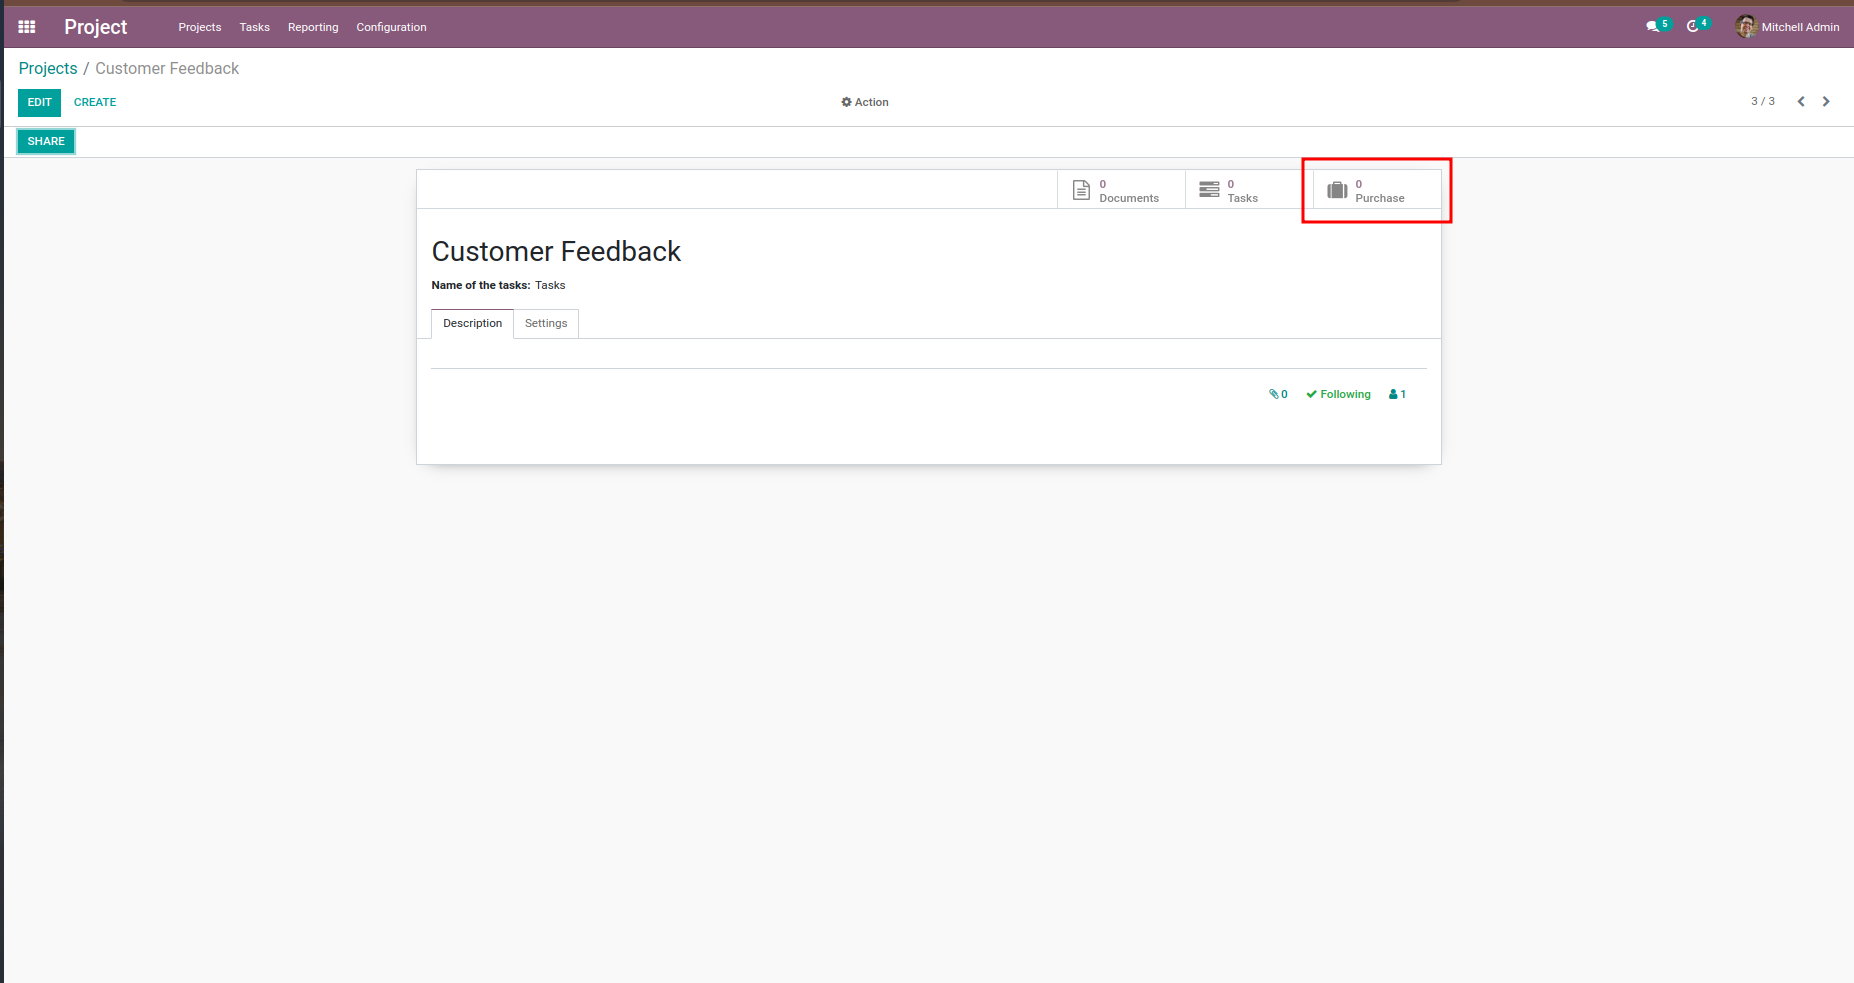 Project Projects Tasks Reporting Configuration 5 4 Mitchell Admin
Projects / Customer Feedback
EDIT CREATE Action 3 / 3
SHARE
0 Documents
0 Tasks
0 Purchase
Customer Feedback
Name of the tasks: Tasks
Description Settings
0 Following 1